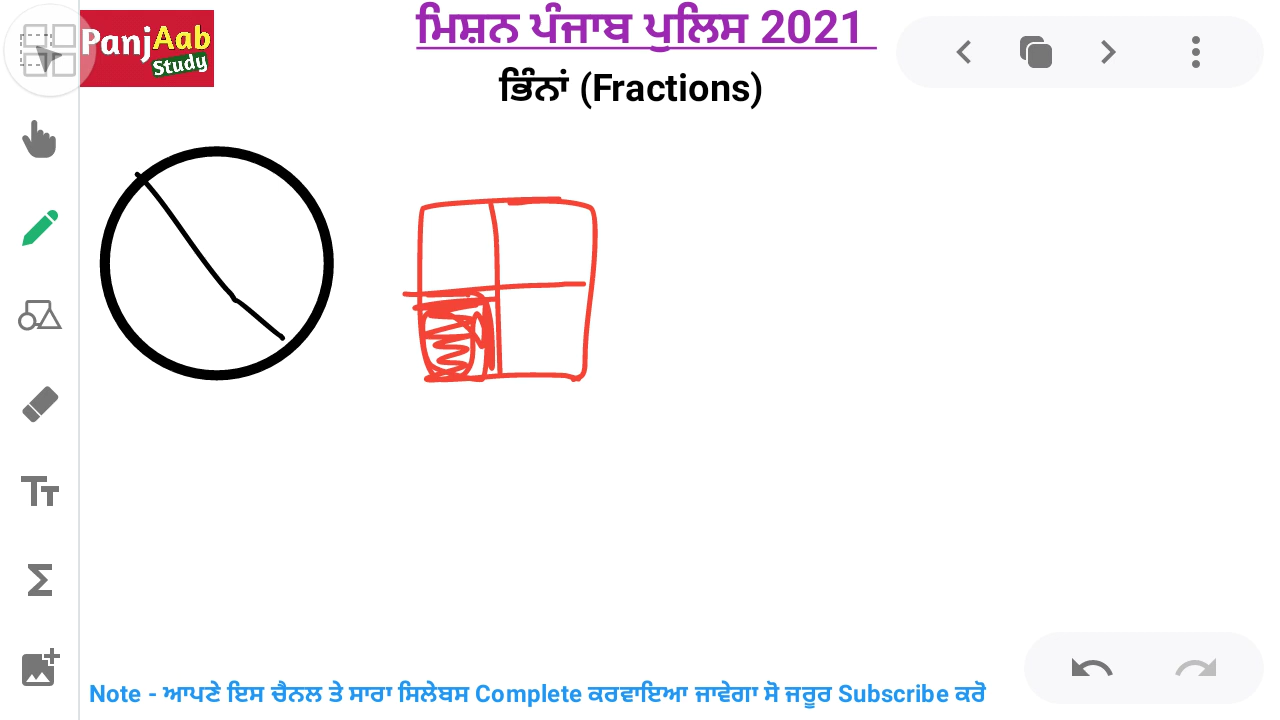 PanjAab
Study
ਮਿਸ਼ਨ ਪੰਜਾਬ ਪੁਲਿਸ 2021
ਭਿੰਨਾਂ (Fractions)
Note - ਆਪਣੇ ਇਸ ਚੈਨਲ ਤੇ ਸਾਰਾ ਸਿਲੇਬਸ Complete ਕਰਵਾਇਆ ਜਾਵੇਗਾ ਸੋ ਜਰੂਰ Subscribe ਕਰੋ